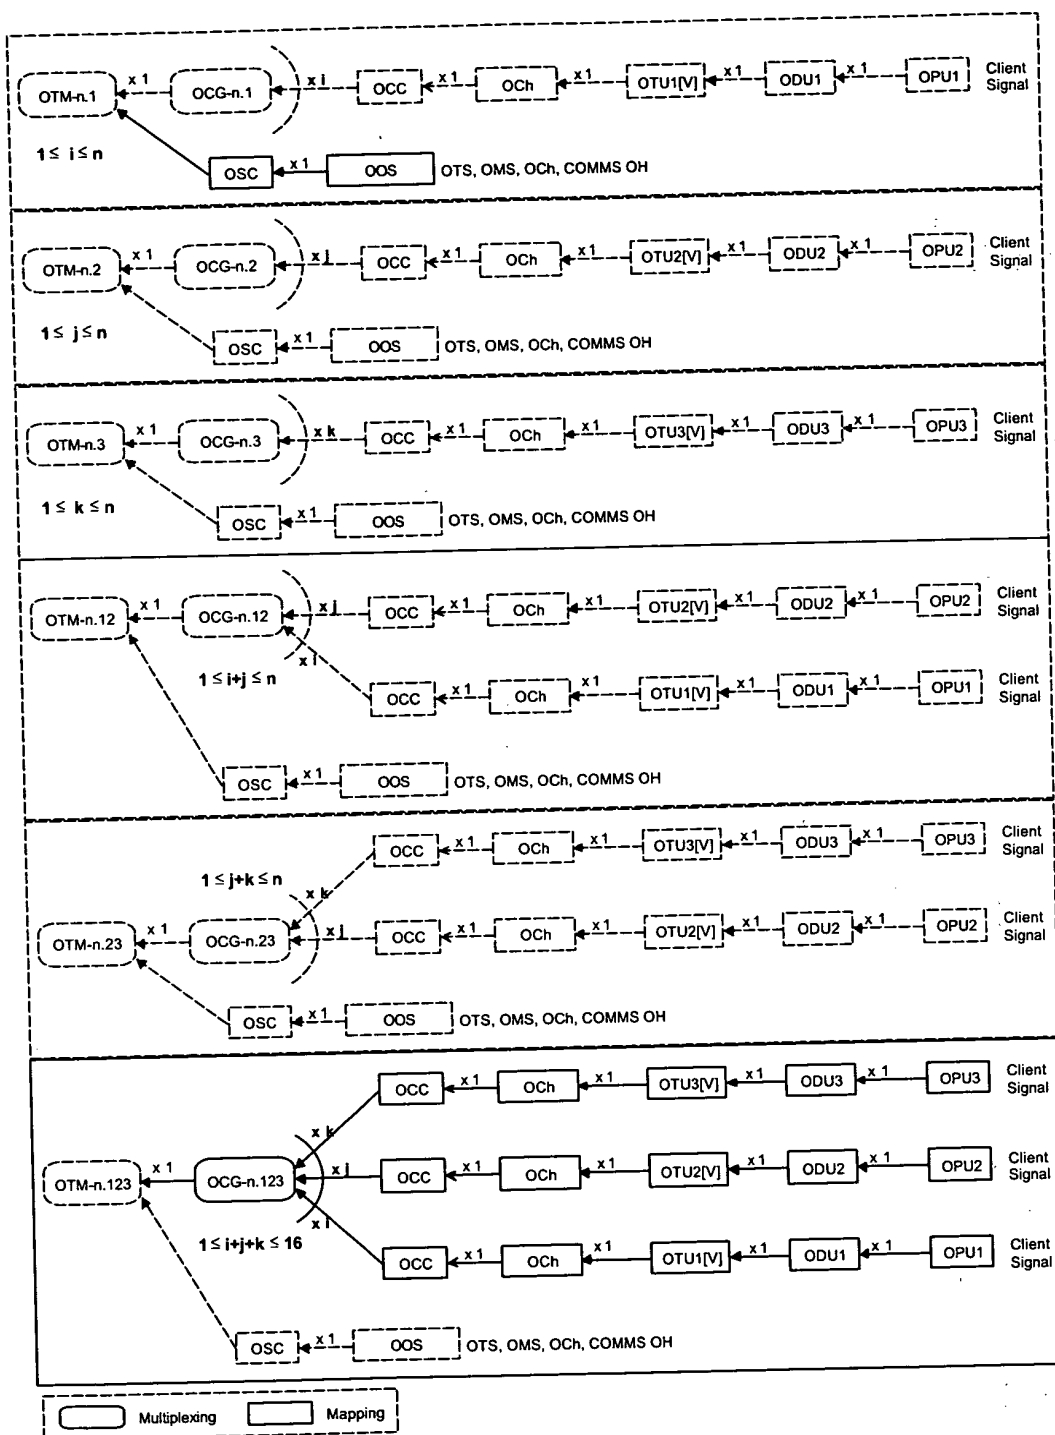 OTM-n.1 x 1 OCG-n.1 x i OCC x 1 OCh x 1 OTU1[V] x 1 ODU1 x 1 OPU1 Client Signal
1 ≤ i ≤ n
OSC x 1 OOS OTS, OMS, OCh, COMMS OH
OTM-n.2 x 1 OCG-n.2 x j OCC x 1 OCh x 1 OTU2[V] x 1 ODU2 x 1 OPU2 Client Signal
1 ≤ j ≤ n
OSC x 1 OOS OTS, OMS, OCh, COMMS OH
OTM-n.3 x 1 OCG-n.3 x k OCC x 1 OCh x 1 OTU3[V] x 1 ODU3 x 1 OPU3 Client Signal
1 ≤ k ≤ n
OSC x 1 OOS OTS, OMS, OCh, COMMS OH
OTM-n.12 x 1 OCG-n.12 x j OCC x 1 OCh x 1 OTU2[V] x 1 ODU2 x 1 OPU2 Client Signal
1 ≤ i+j ≤ n x i OCC x 1 OCh x 1 OTU1[V] x 1 ODU1 x 1 OPU1 Client Signal
OSC x 1 OOS OTS, OMS, OCh, COMMS OH
1 ≤ j+k ≤ n x k OCC x 1 OCh x 1 OTU3[V] x 1 ODU3 x 1 OPU3 Client Signal
OTM-n.23 x 1 OCG-n.23 x j OCC x 1 OCh x 1 OTU2[V] x 1 ODU2 x 1 OPU2 Client Signal
OSC x 1 OOS OTS, OMS, OCh, COMMS OH
x k OCC x 1 OCh x 1 OTU3[V] x 1 ODU3 x 1 OPU3 Client Signal
OTM-n.123 x 1 OCG-n.123 x j OCC x 1 OCh x 1 OTU2[V] x 1 ODU2 x 1 OPU2 Client Signal
1 ≤ i+j+k ≤ 16 x i OCC x 1 OCh x 1 OTU1[V] x 1 ODU1 x 1 OPU1 Client Signal
OSC x 1 OOS OTS, OMS, OCh, COMMS OH
Multiplexing Mapping